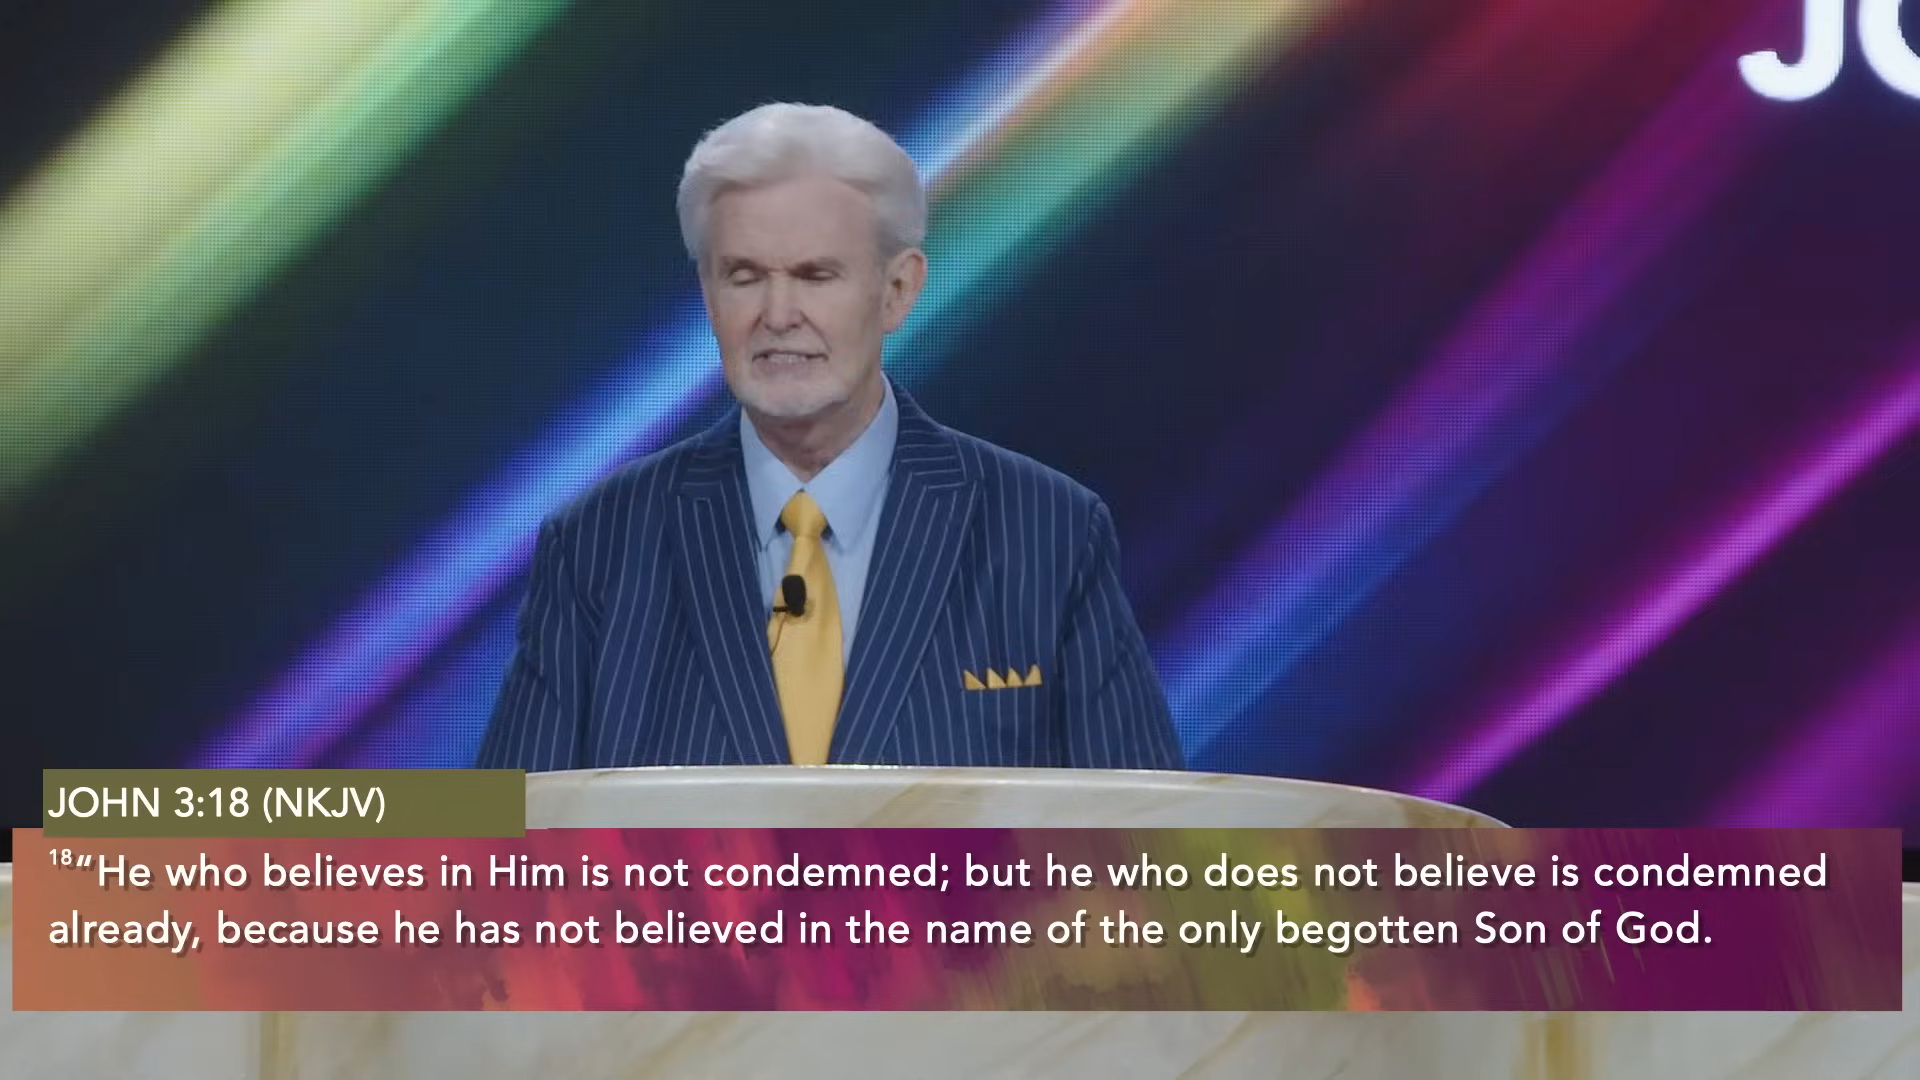 JO
JOHN 3:18 (NKJV)
18“He who believes in Him is not condemned; but he who does not believe is condemned
already, because he has not believed in the name of the only begotten Son of God.